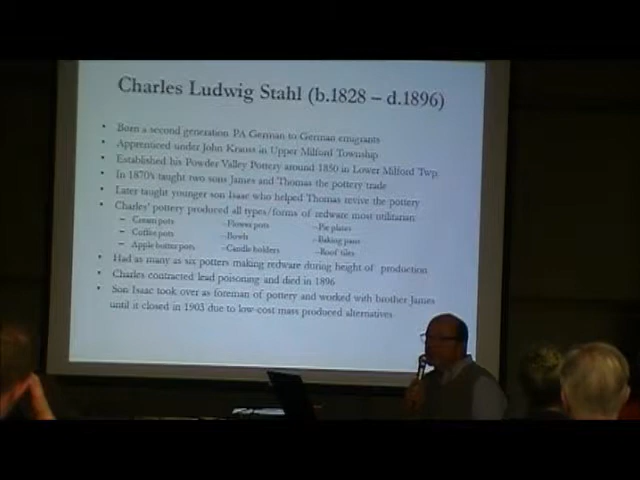 Charles Ludwig Stahl (b.1828 – d.1896)
• Born a second generation PA German to German emigrants
• Apprenticed under John Krauss in Upper Milford Township
• Established his Powder Valley Pottery around 1850 in Lower Milford Twp.
• In 1870's taught two sons James and Thomas the pottery trade
• Later taught younger son Isaac who helped Thomas revive the pottery
• Charles' pottery produced all types/forms of redware most utilitarian
– Cream pots –Flower pots –Pie plates
– Coffee pots –Bowls –Baking pans
– Apple butter pots –Candle holders –Roof tiles
• Had as many as six potters making redware during height of production
• Charles contracted lead poisoning and died in 1896
• Son Isaac took over as foreman of pottery and worked with brother James
until it closed in 1903 due to low-cost mass produced alternatives